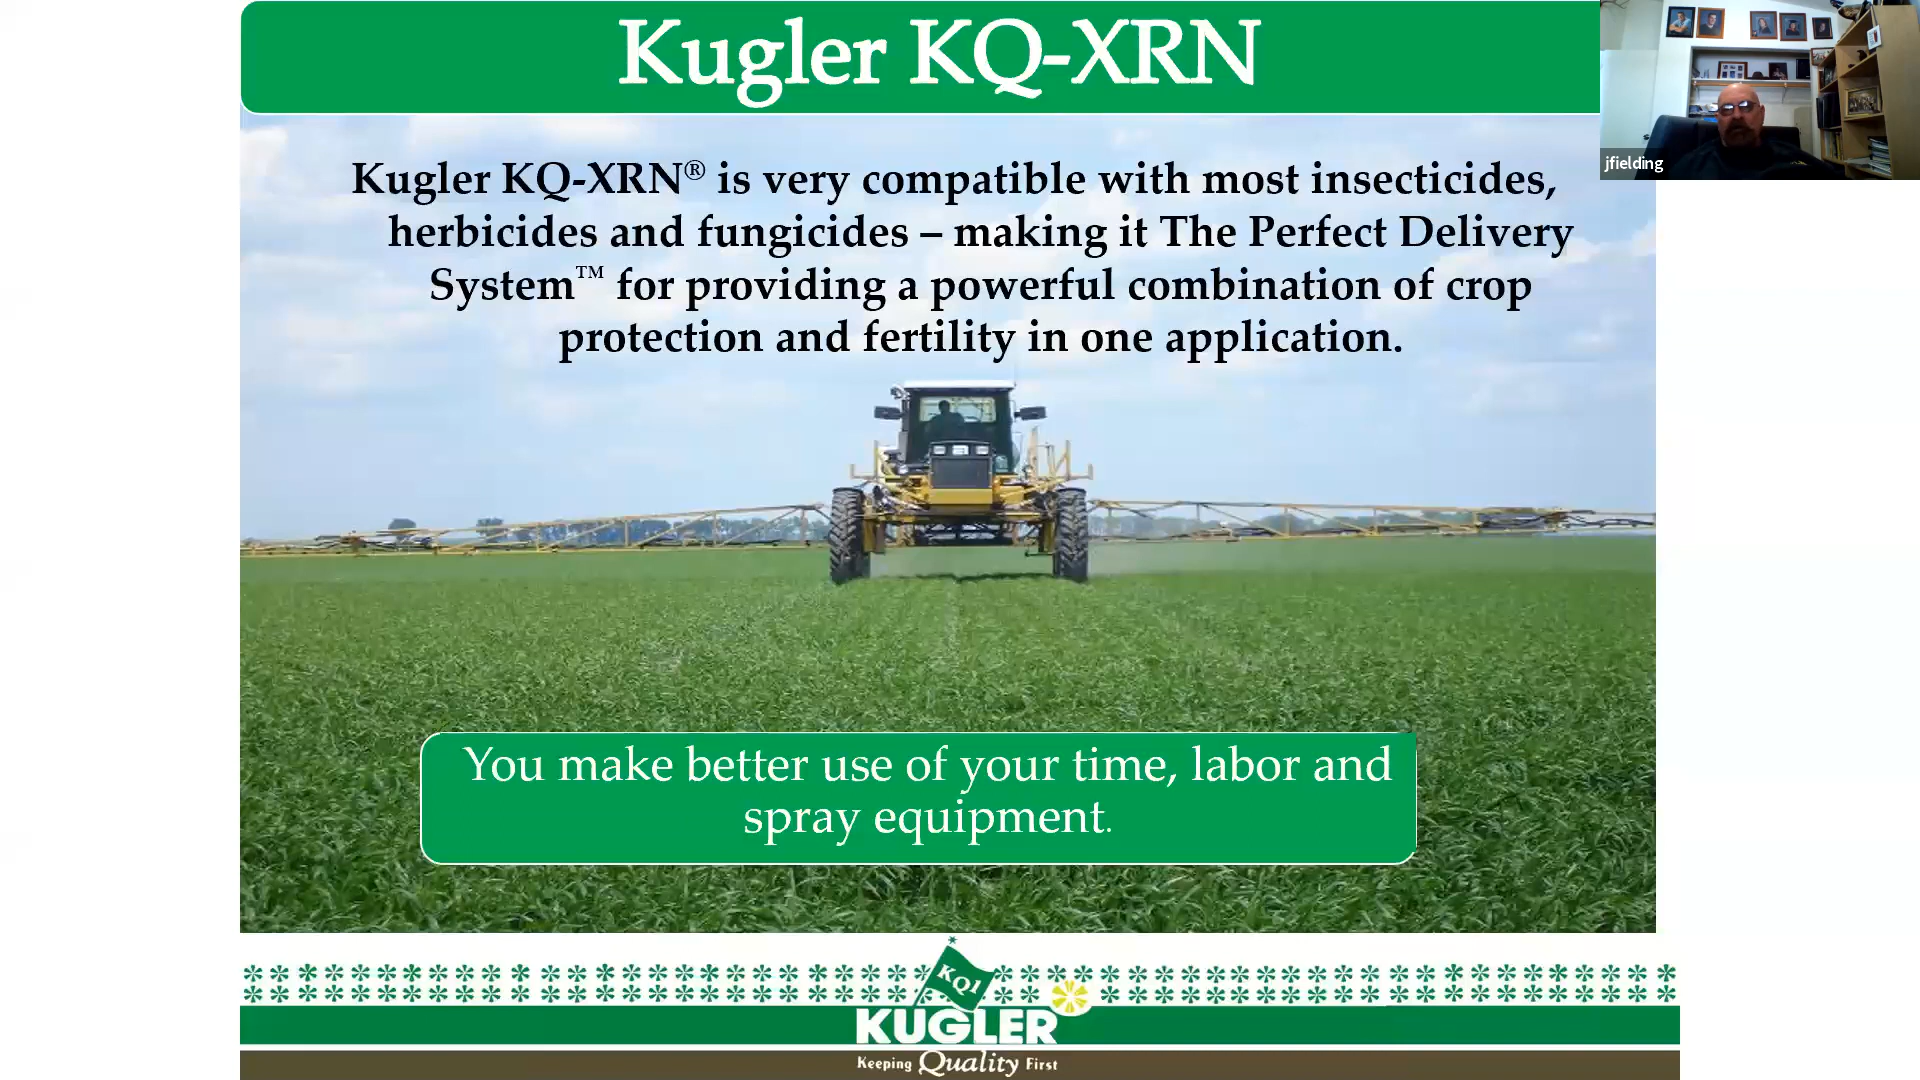 Kugler KQ-XRN
jfielding
Kugler KQ-XRN® is very compatible with most insecticides,
herbicides and fungicides – making it The Perfect Delivery
System™ for providing a powerful combination of crop
protection and fertility in one application.
You make better use of your time, labor and
spray equipment.
KQ1
KUGLER
Keeping Quality First